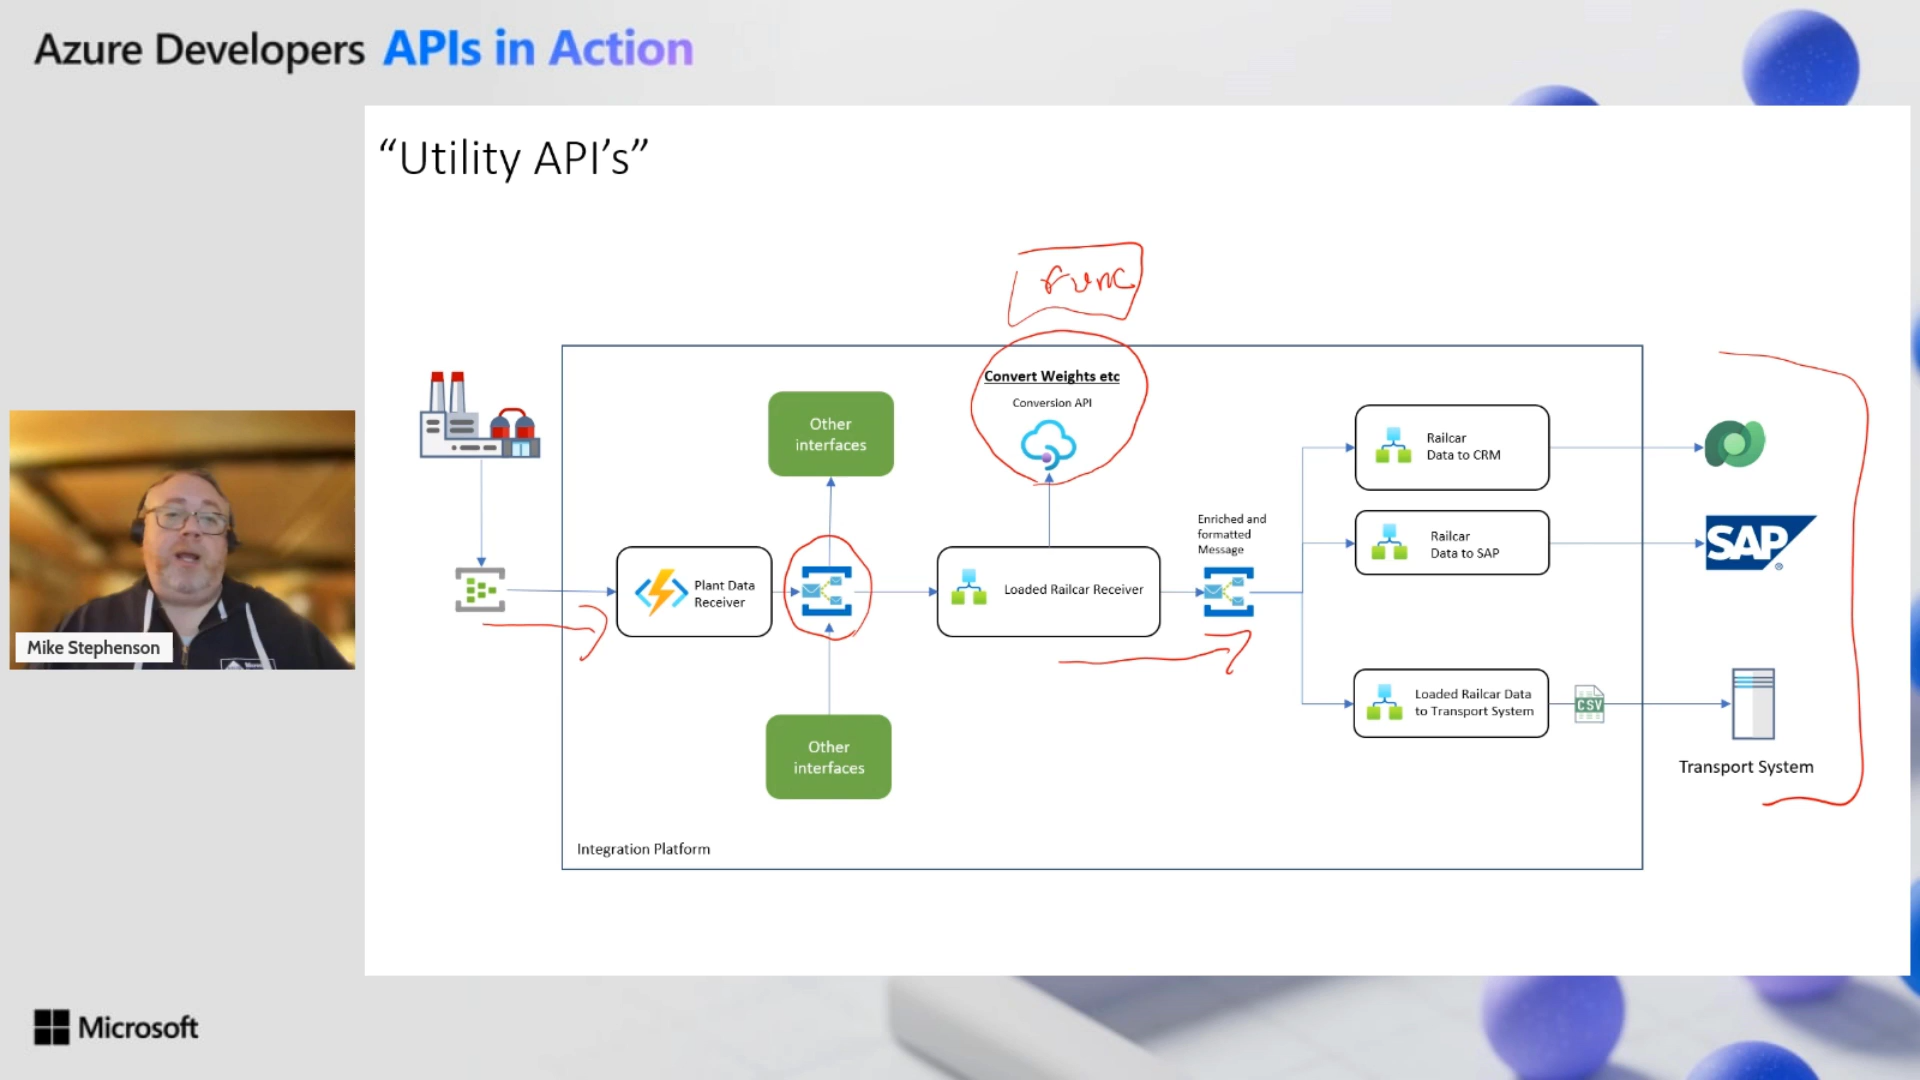 Azure Developers APIs in Action
“Utility API’s”
func
Convert Weights etc
Conversion API
Other
interfaces
Railcar
Data to CRM
Enriched and
formatted
Message
Railcar
Data to SAP
SAP
®
Plant Data
Receiver
Loaded Railcar Receiver
Mike Stephenson
Loaded Railcar Data
to Transport System
CSV
Other
interfaces
Transport System
Integration Platform
Microsoft